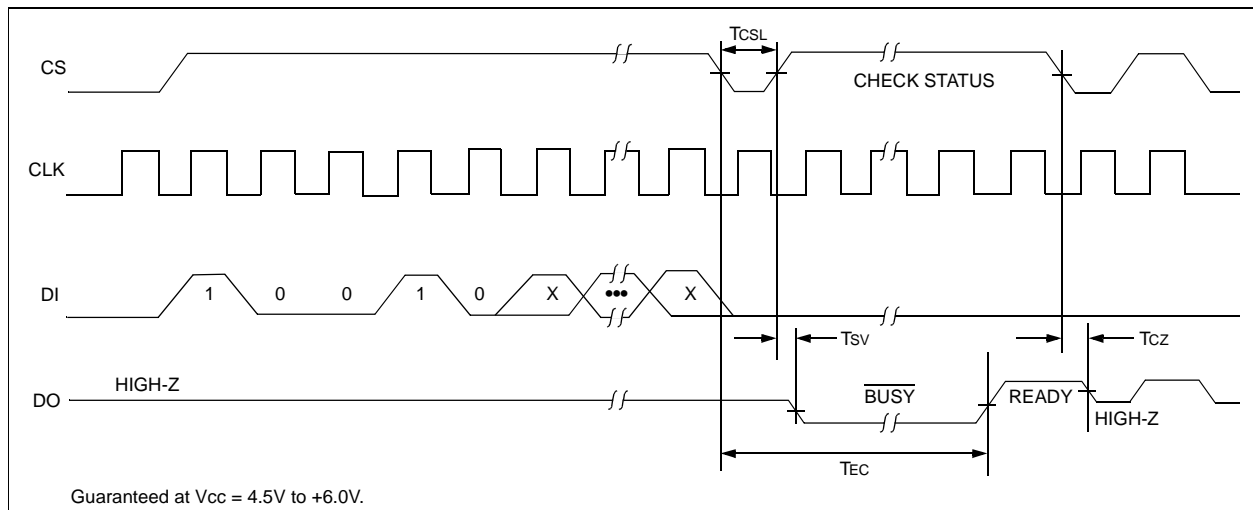 TCSL
CS
CHECK STATUS
CLK
DI
1 0 0 1 0 X ••• X
TSV
TCZ
HIGH-Z
DO
BUSY
READY
HIGH-Z
TEC
Guaranteed at Vcc = 4.5V to +6.0V.